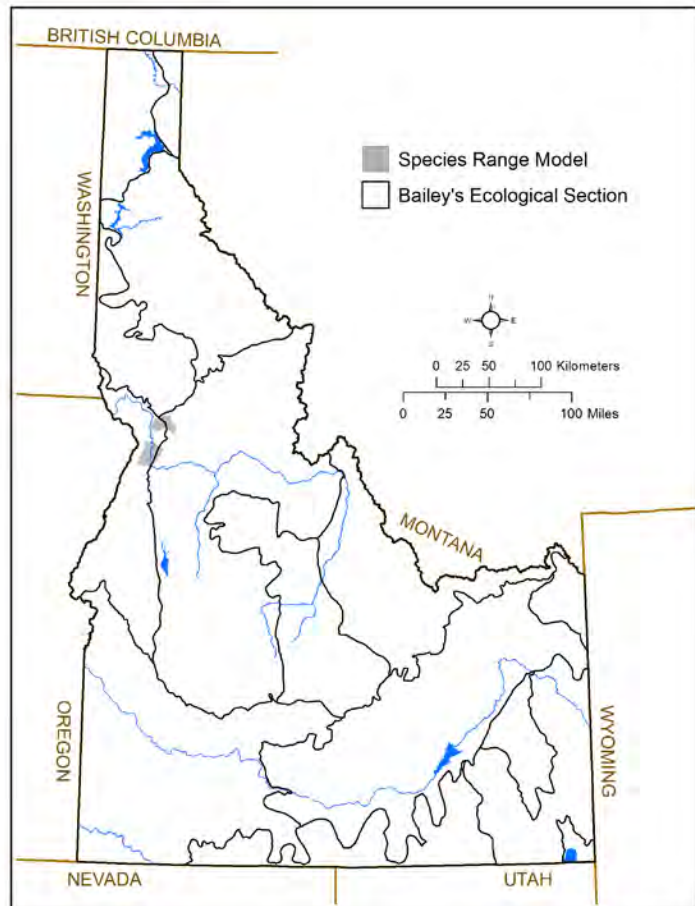 BRITISH COLUMBIA
WASHINGTON
Species Range Model
Bailey's Ecological Section
N
W E
S
0 25 50 100 Kilometers
0 25 50 100 Miles
MONTANA
OREGON
WYOMING
NEVADA
UTAH